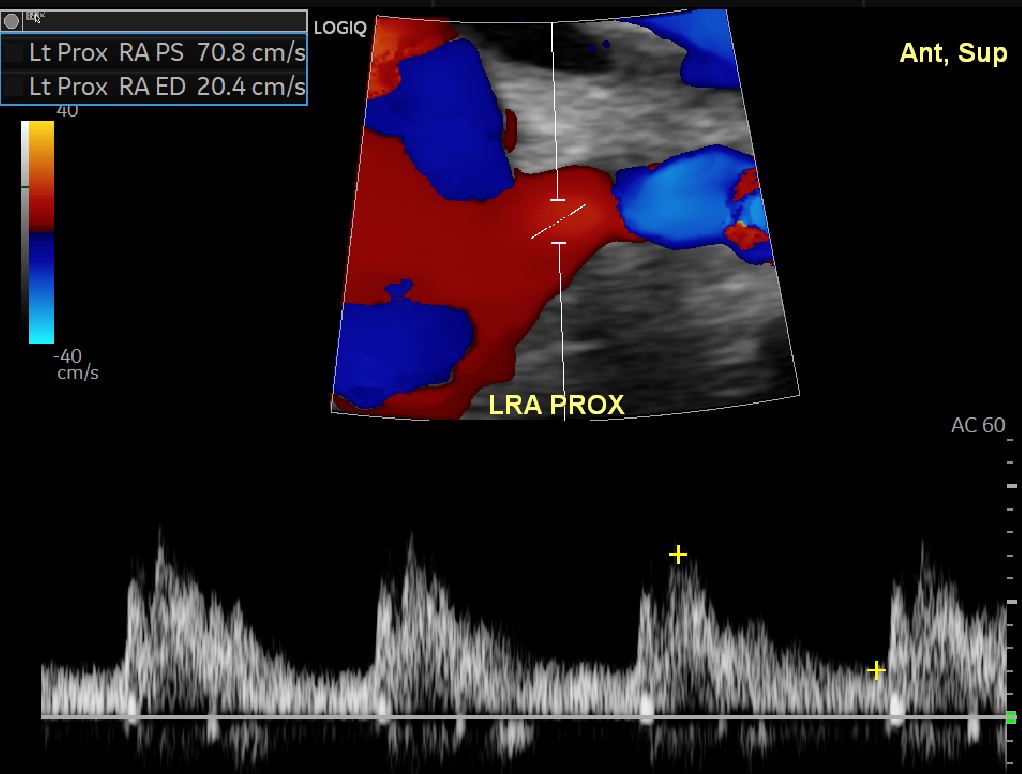 LOGIQ
Lt Prox RA PS 70.8 cm/s
Lt Prox RA ED 20.4 cm/s
Ant, Sup
40
-40
cm/s
LRA PROX
AC 60